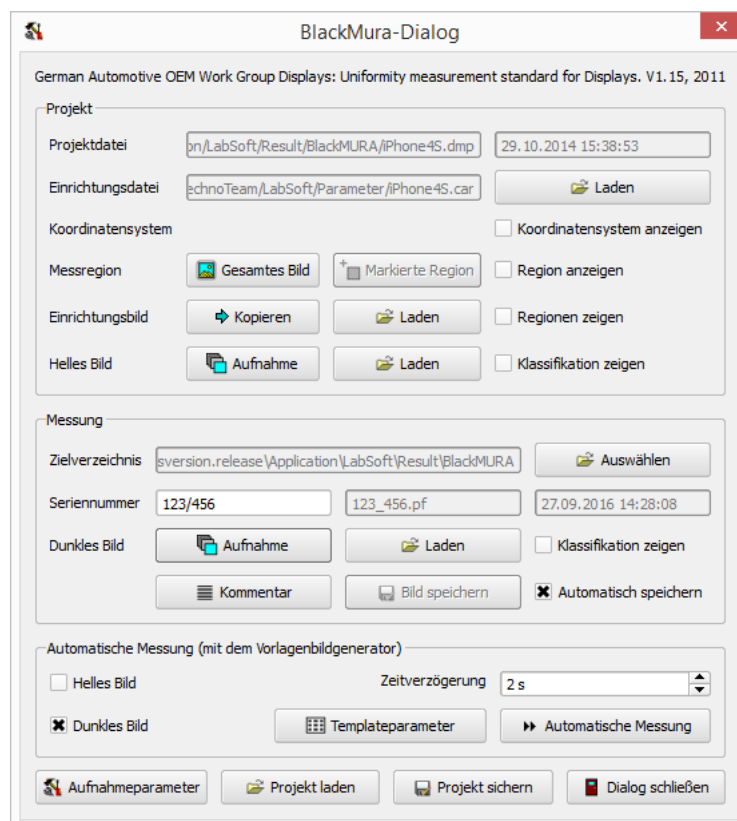 BlackMura-Dialog
German Automotive OEM Work Group Displays: Uniformity measurement standard for Displays. V1.15, 2011
Projekt
Projektdatei on/LabSoft/Result/BlackMURA/iPhone4S.dmp 29.10.2014 15:38:53
Einrichtungsdatei echnoTeam/LabSoft/Parameter/iPhone4S.car Laden
Koordinatensystem Koordinatensystem anzeigen
Messregion Gesamtes Bild Markierte Region Region anzeigen
Einrichtungsbild Kopieren Laden Regionen zeigen
Helles Bild Aufnahme Laden Klassifikation zeigen
Messung
Zielverzeichnis sversion.release\Application\LabSoft\Result\BlackMURA Auswählen
Seriennummer 123/456 123_456.pf 27.09.2016 14:28:08
Dunkles Bild Aufnahme Laden Klassifikation zeigen
Kommentar Bild speichern Automatisch speichern
Automatische Messung (mit dem Vorlagenbildgenerator)
Helles Bild Zeitverzögerung 2 s
Dunkles Bild Templateparameter Automatische Messung
Aufnahmeparameter Projekt laden Projekt sichern Dialog schließen